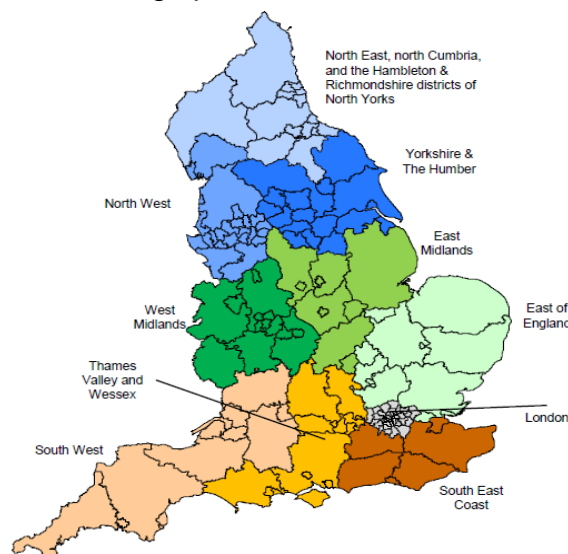 North East, north Cumbria,
and the Hambleton &
Richmondshire districts of
North Yorks
Yorkshire &
The Humber
North West
East
Midlands
West
Midlands
East of
England
Thames
Valley and
Wessex
London
South West
South East
Coast